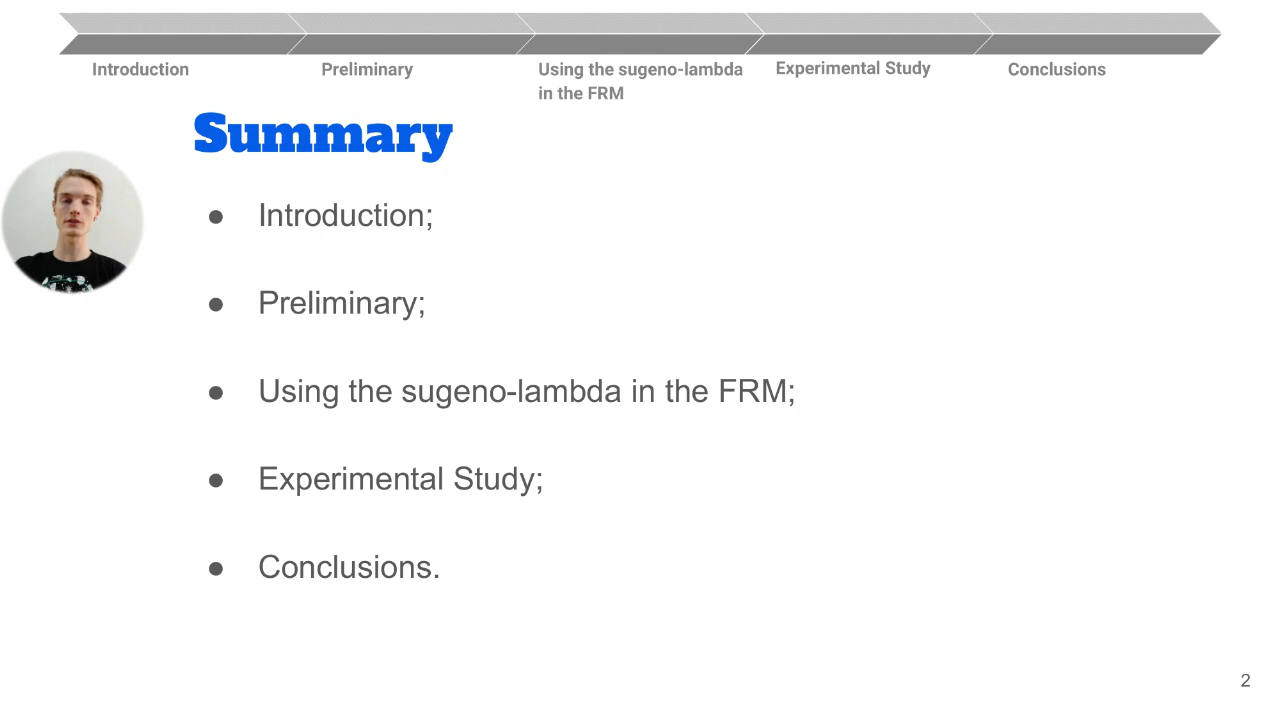 Introduction
Preliminary
Using the sugeno-lambda
in the FRM
Experimental Study
Conclusions
Summary
● Introduction;
● Preliminary;
● Using the sugeno-lambda in the FRM;
● Experimental Study;
● Conclusions.
2